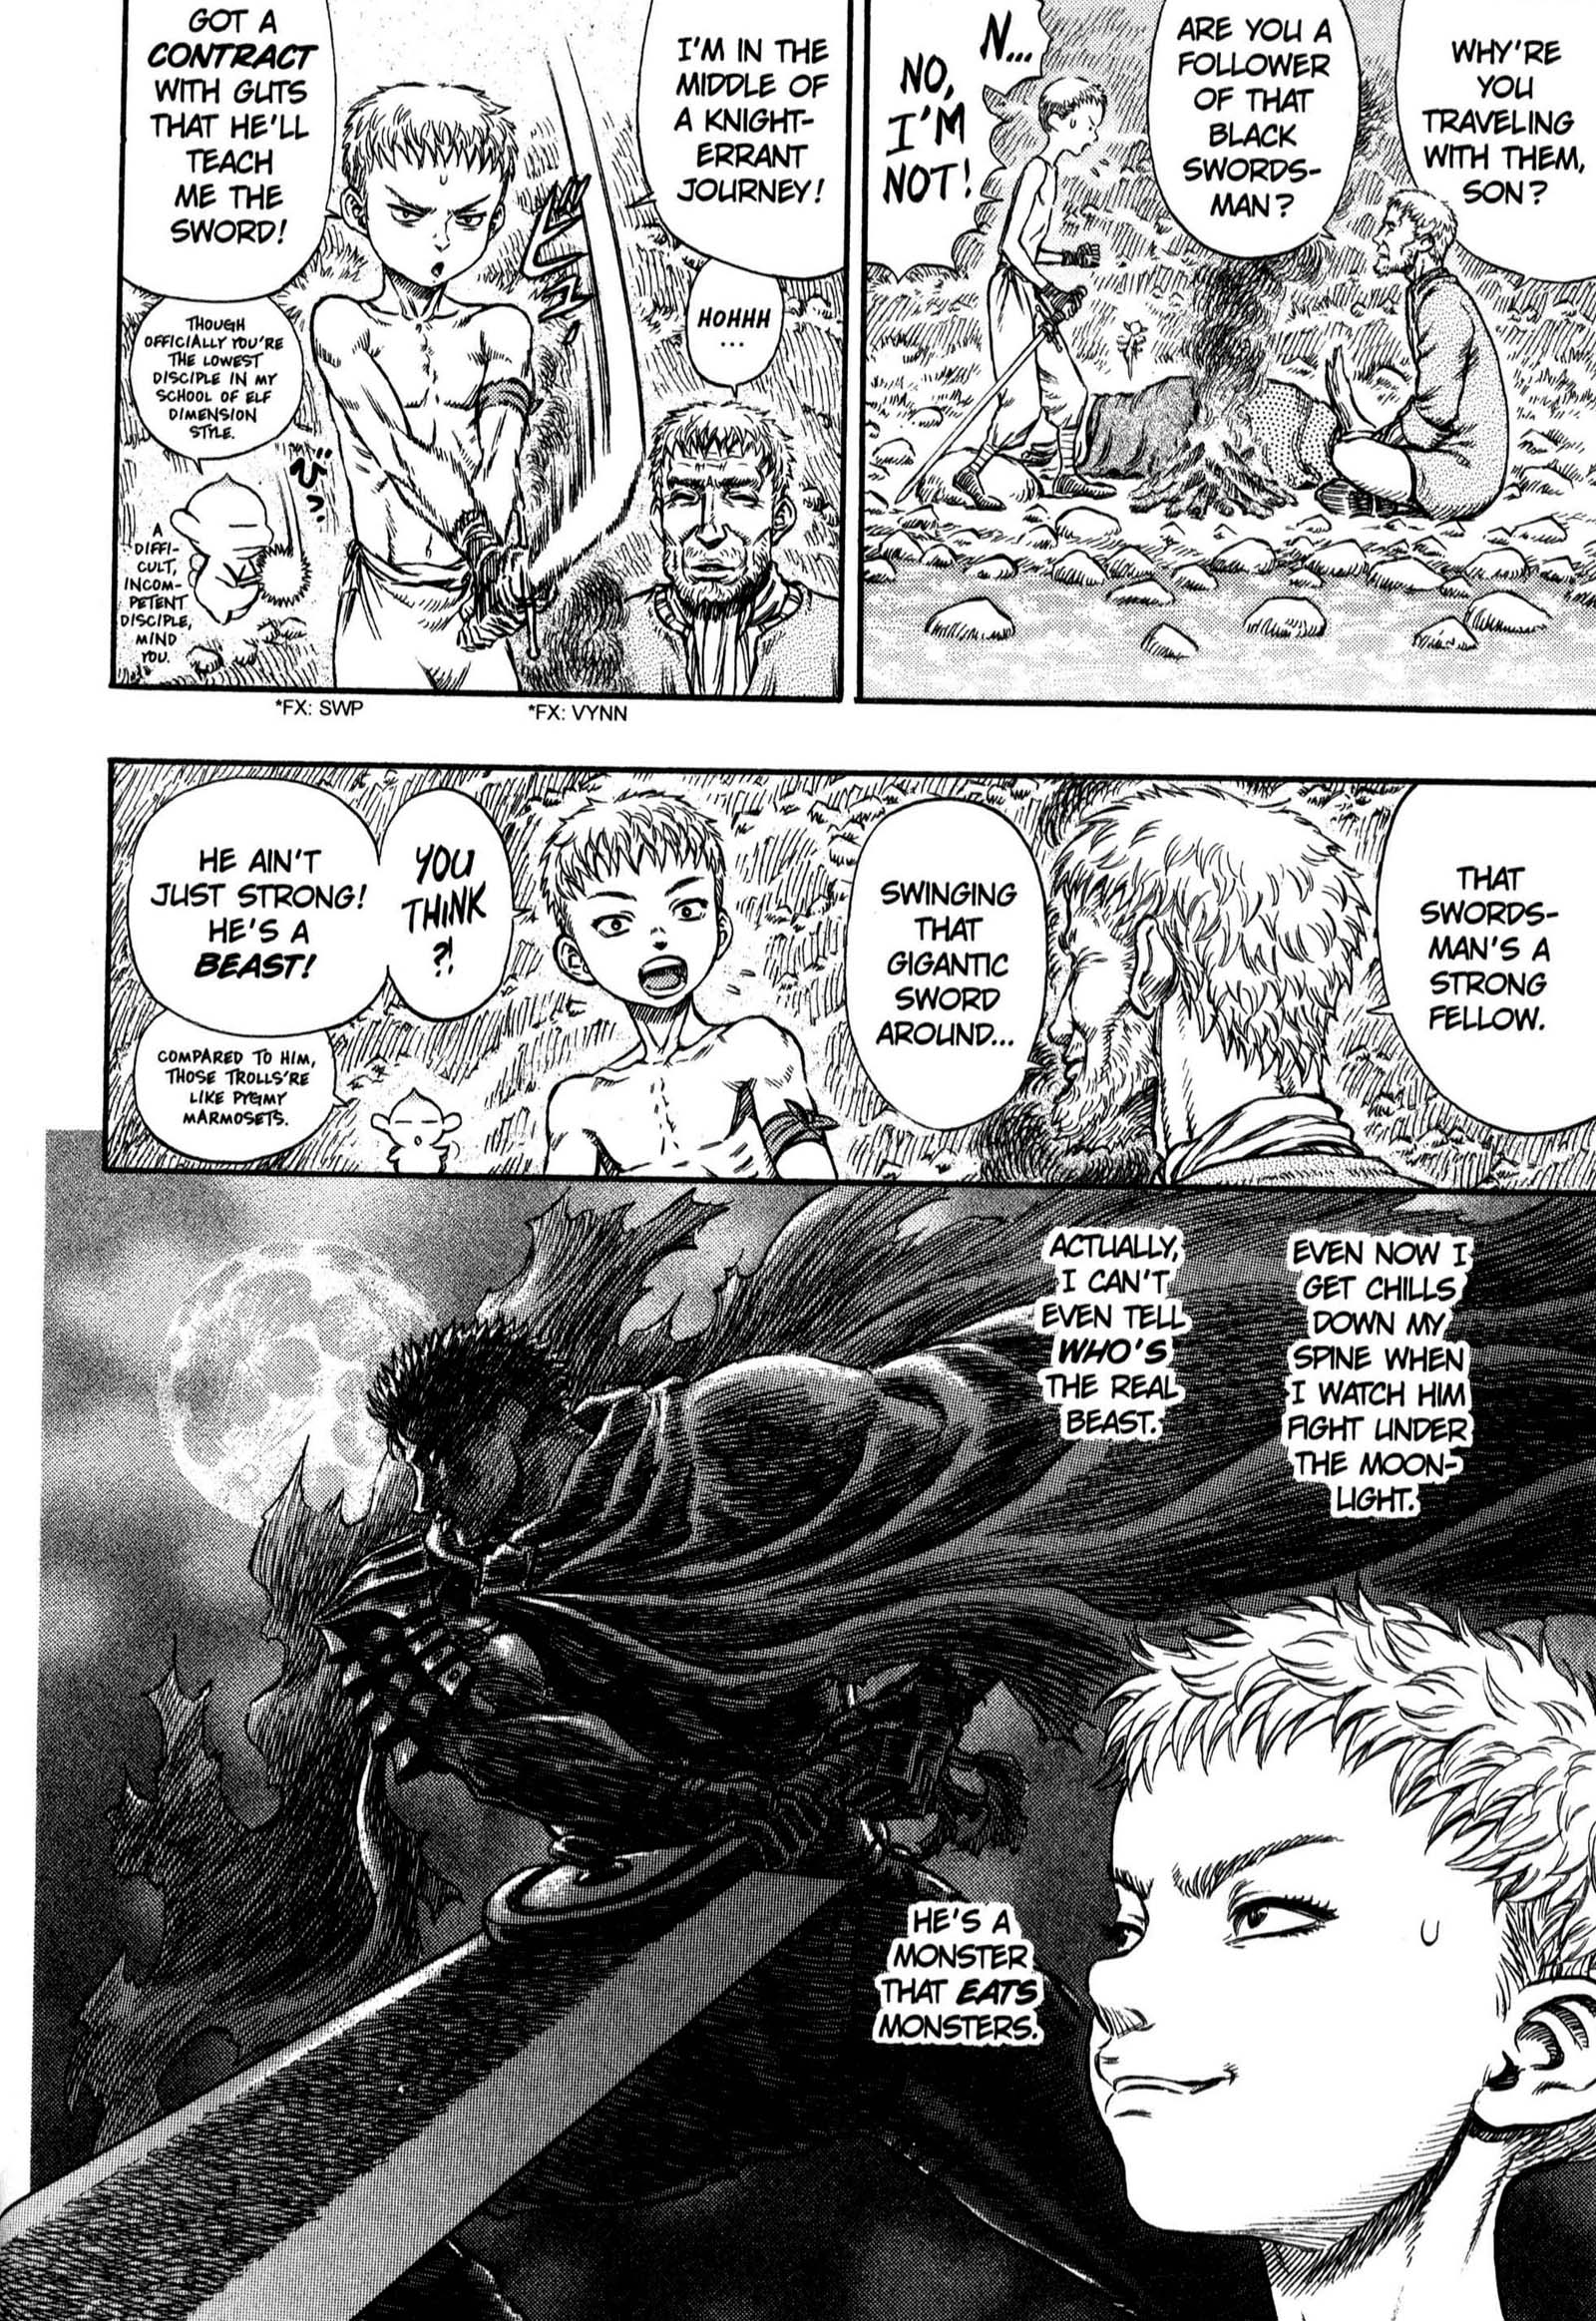 WHY'RE
YOU
TRAVELING
WITH THEM,
SON?
ARE YOU A
FOLLOWER
OF THAT
BLACK
SWORDS-
MAN?
N...
NO,
I'M
NOT!
I'M IN THE
MIDDLE OF
A KNIGHT-
ERRANT
JOURNEY!
HOHHH
...
GOT A
CONTRACT
WITH GUTS
THAT HE'LL
TEACH
ME THE
SWORD!
THOUGH
OFFICIALLY YOU'RE
THE LOWEST
DISCIPLE IN MY
SCHOOL OF ELF
DIMENSION
STYLE.
びっ
A
DIFFI-
CULT,
INCOM-
PETENT
DISCIPLE,
MIND
YOU.
*FX: SWP
*FX: VYNN
THAT
SWORDS-
MAN'S A
STRONG
FELLOW.
SWINGING
THAT
GIGANTIC
SWORD
AROUND...
YOU
THINK
?!
HE AIN'T
JUST STRONG!
HE'S A
BEAST!
COMPARED TO HIM,
THOSE TROLLS'RE
LIKE PYGMY
MARMOSETS.
EVEN NOW I
GET CHILLS
DOWN MY
SPINE WHEN
I WATCH HIM
FIGHT UNDER
THE MOON-
LIGHT.
ACTUALLY,
I CAN'T
EVEN TELL
WHO'S
THE REAL
BEAST.
HE'S A
MONSTER
THAT EATS
MONSTERS.